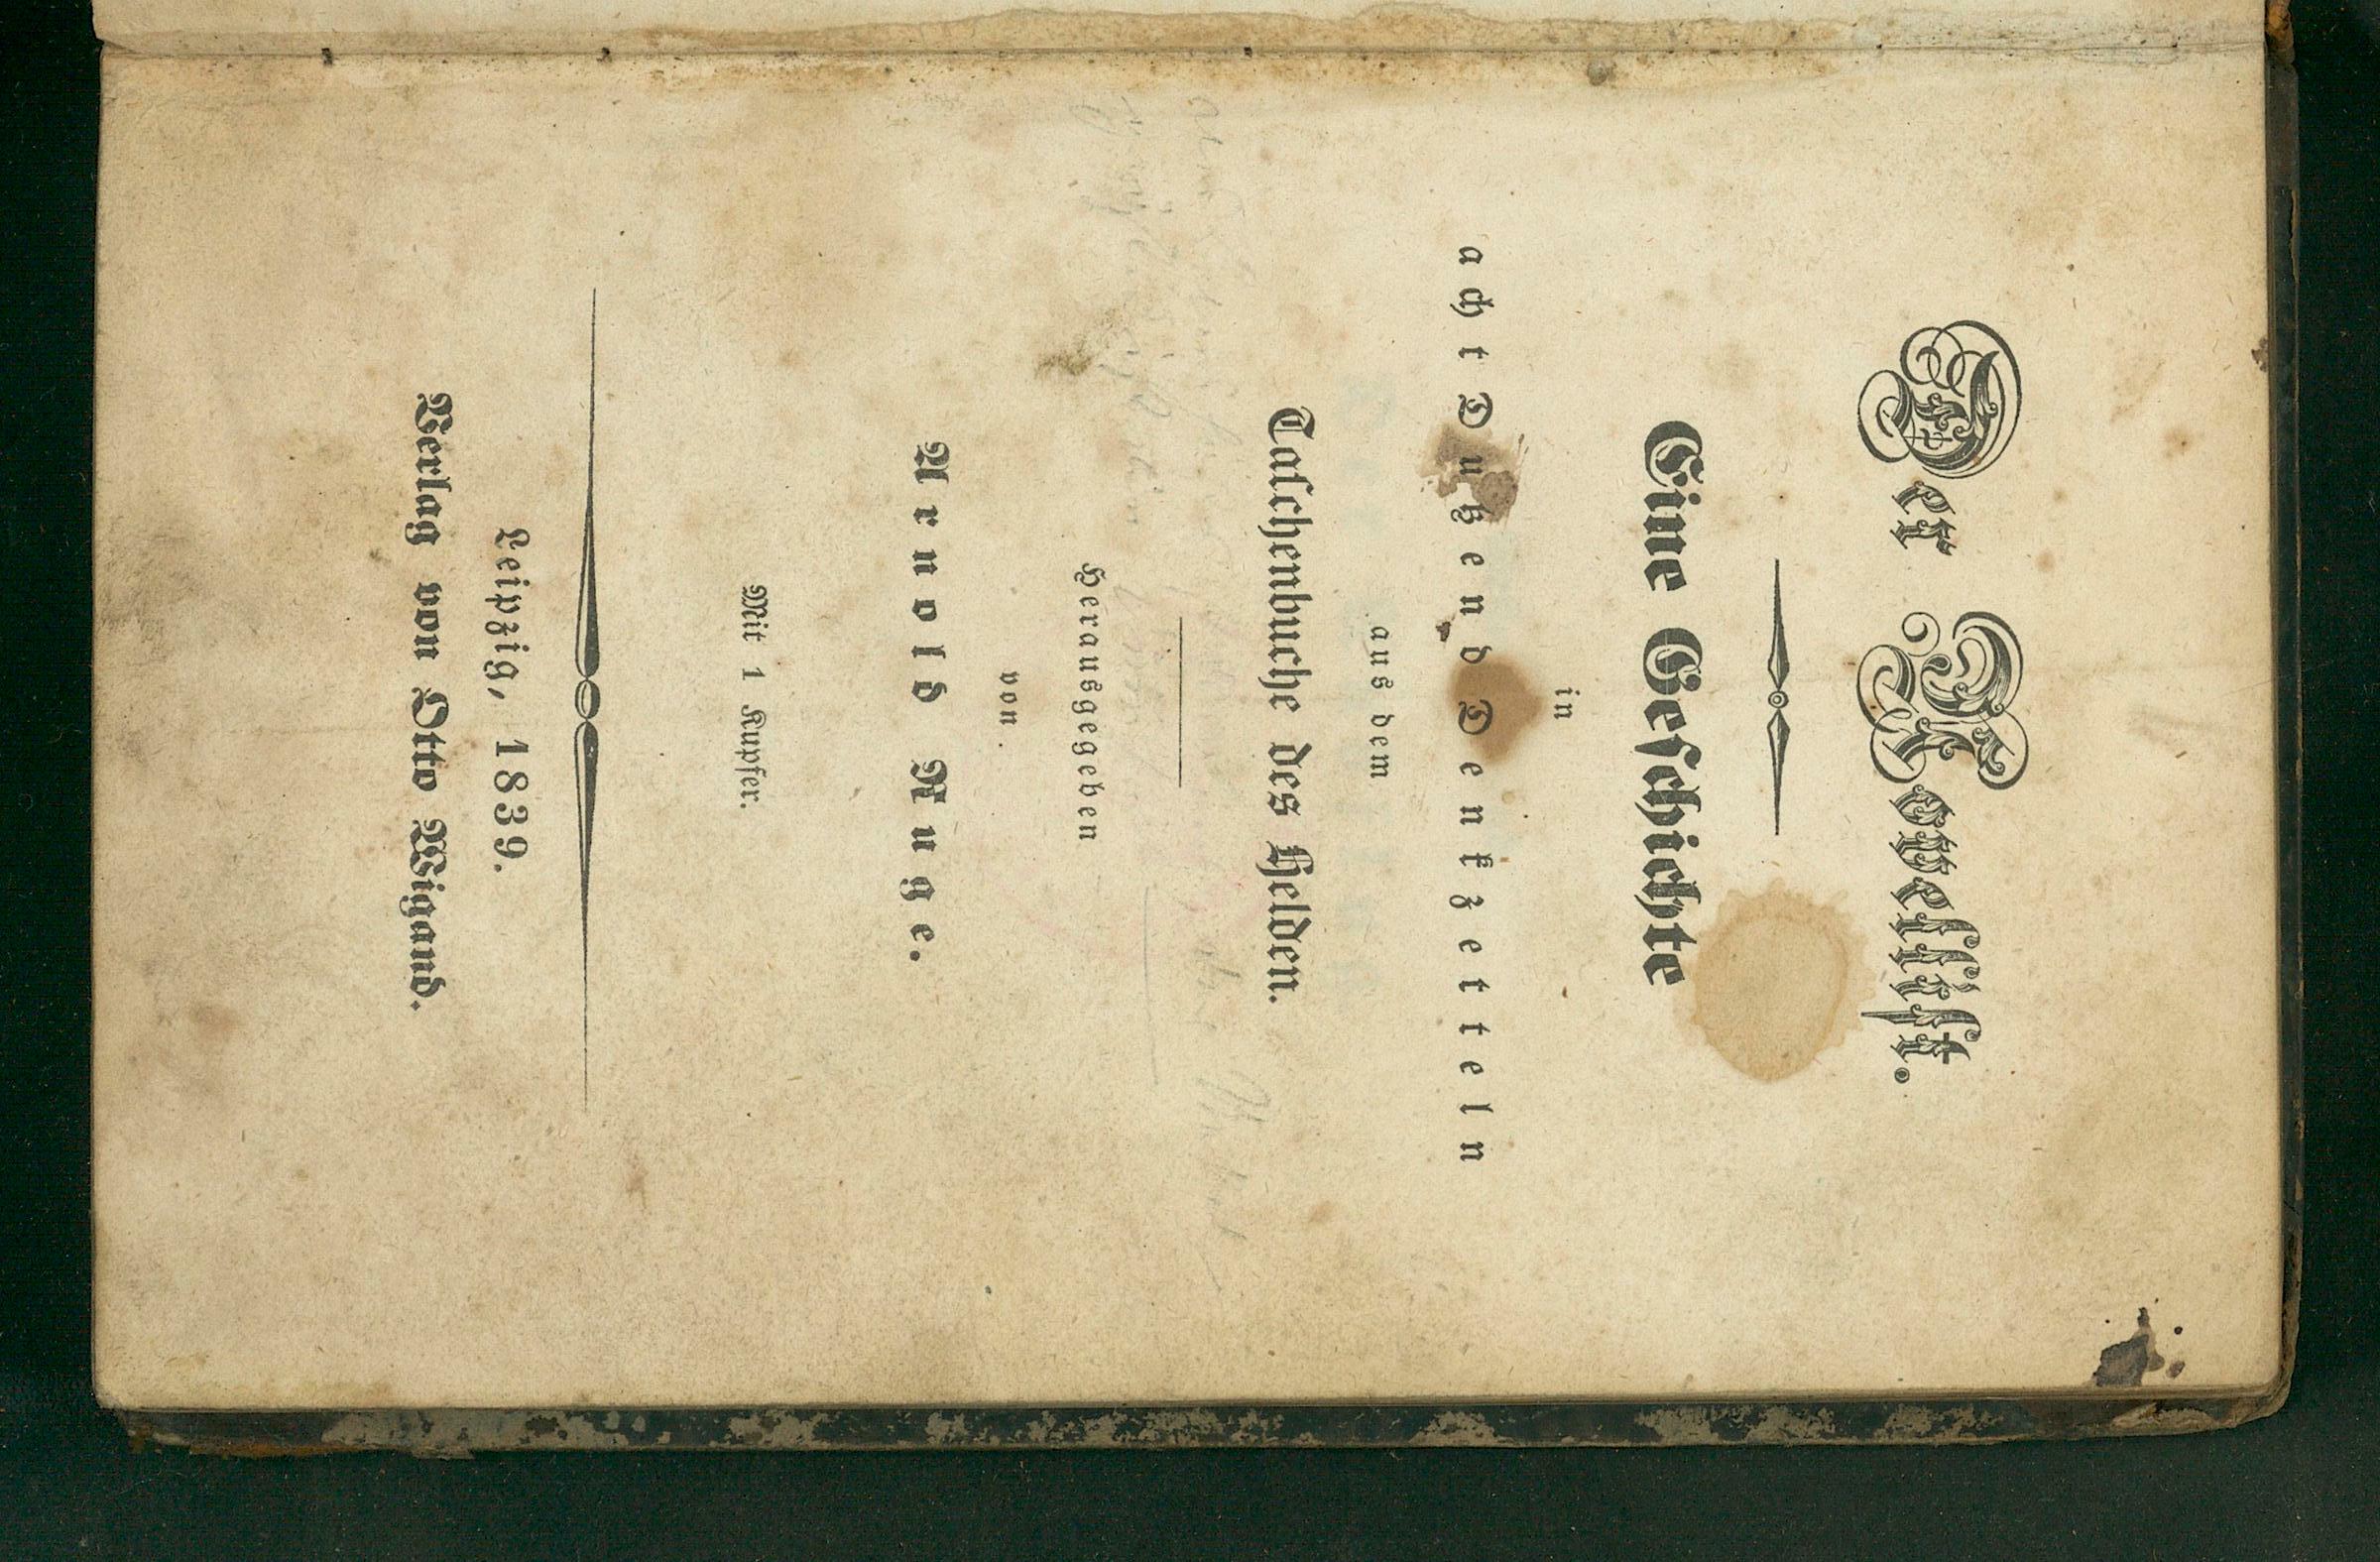 Der Novellist.
Eine Geschichte
in
acht Dutzend Denkzetteln
aus dem
Taschenbuche des Helden.
Herausgegeben
von
Arnold Ruge.
Mit 1 Kupfer.
Leipzig, 1839.
Verlag von Otto Wigand.